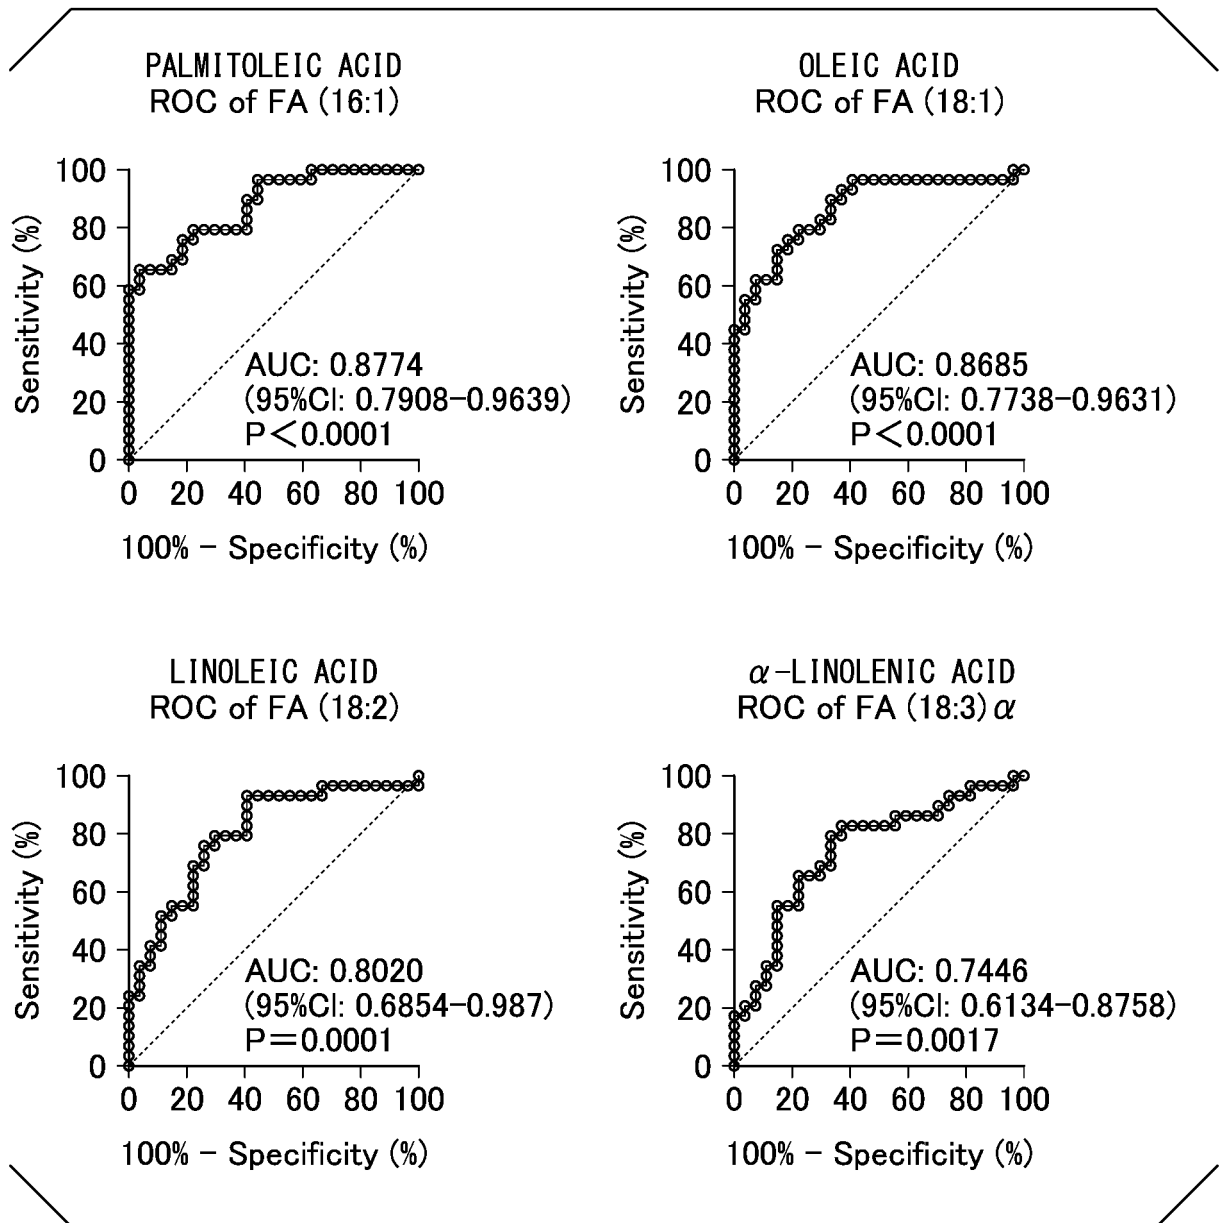 PALMITOLEIC ACID
ROC of FA (16:1)
100
80
60
40
20
0
Sensitivity (%)
AUC: 0.8774
(95%CI: 0.7908-0.9639)
P<0.0001
0 20 40 60 80 100
100% - Specificity (%)
OLEIC ACID
ROC of FA (18:1)
100
80
60
40
20
0
Sensitivity (%)
AUC: 0.8685
(95%CI: 0.7738-0.9631)
P<0.0001
0 20 40 60 80 100
100% - Specificity (%)
LINOLEIC ACID
ROC of FA (18:2)
100
80
60
40
20
0
Sensitivity (%)
AUC: 0.8020
(95%CI: 0.6854-0.987)
P=0.0001
0 20 40 60 80 100
100% - Specificity (%)
α-LINOLENIC ACID
ROC of FA (18:3) α
100
80
60
40
20
0
Sensitivity (%)
AUC: 0.7446
(95%CI: 0.6134-0.8758)
P=0.0017
0 20 40 60 80 100
100% - Specificity (%)